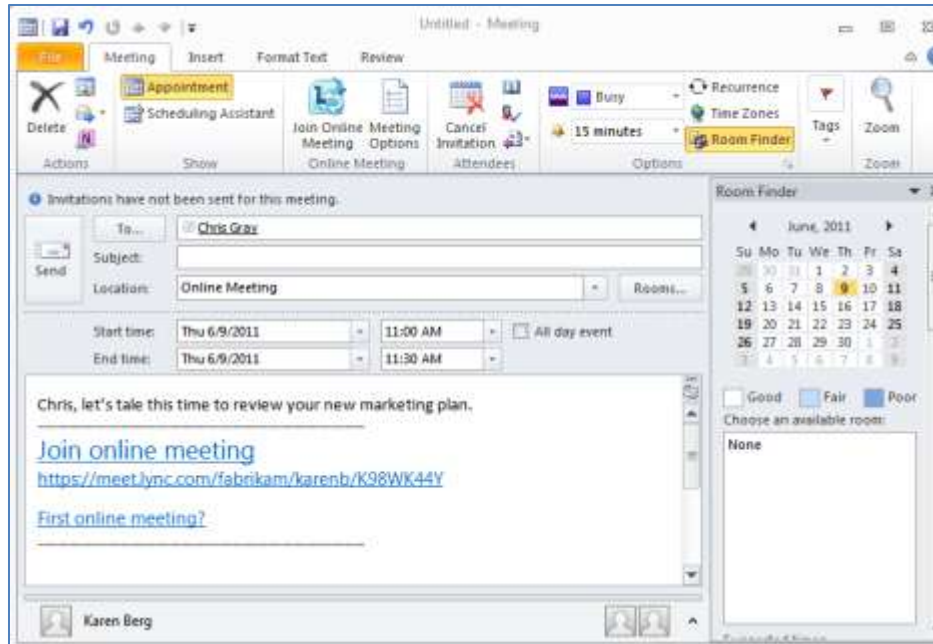 Untitled - Meeting
File Meeting Insert Format Text Review
Delete
Appointment
Scheduling Assistant
Join Online Meeting
Meeting Options
Cancel Invitation
Busy
15 minutes
Recurrence
Time Zones
Room Finder
Tags
Zoom
Actions Show Online Meeting Attendees Options Zoom
Invitations have not been sent for this meeting.
Send
To... Chris Gray
Subject:
Location: Online Meeting Rooms...
Start time: Thu 6/9/2011 11:00 AM All day event
End time: Thu 6/9/2011 11:30 AM
Chris, let's tale this time to review your new marketing plan.
Join online meeting
https://meet.lync.com/fabrikam/karenb/K98WK44Y
First online meeting?
Karen Berg
Room Finder
June, 2011
Su Mo Tu We Th Fr Sa
29 30 31 1 2 3 4
5 6 7 8 9 10 11
12 13 14 15 16 17 18
19 20 21 22 23 24 25
26 27 28 29 30 1 2
3 4 5 6 7 8 9
Good Fair Poor
Choose an available room:
None
Suggested times